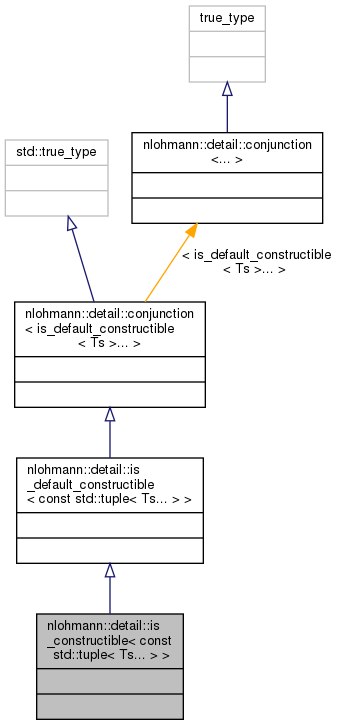 true_type
nlohmann::detail::conjunction
<... >
std::true_type
< is_default_constructible
< Ts >... >
nlohmann::detail::conjunction
< is_default_constructible
< Ts >... >
nlohmann::detail::is
_default_constructible
< const std::tuple< Ts... > >
nlohmann::detail::is
_constructible< const
std::tuple< Ts... > >